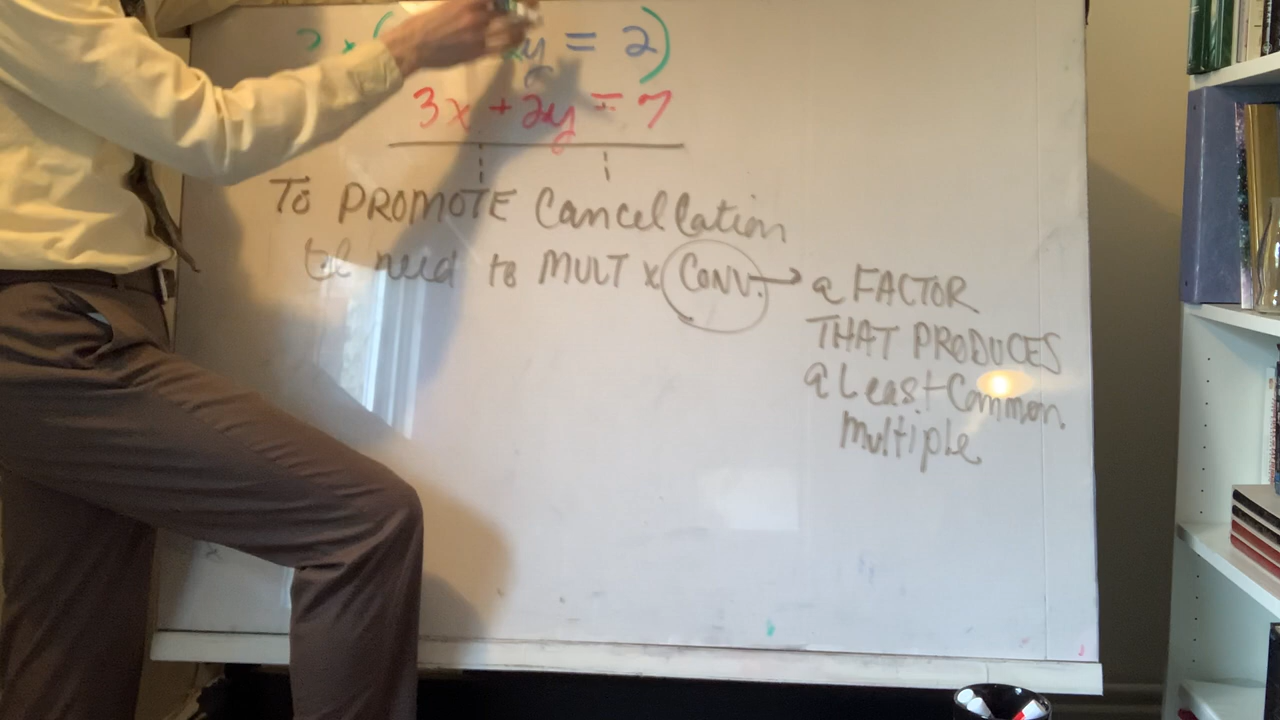 y = 2)
3x + 2y = 7
To PROMOTE Cancellation
need to MULT x CONV. → a FACTOR
THAT PRODUCES
a Least Common
Multiple